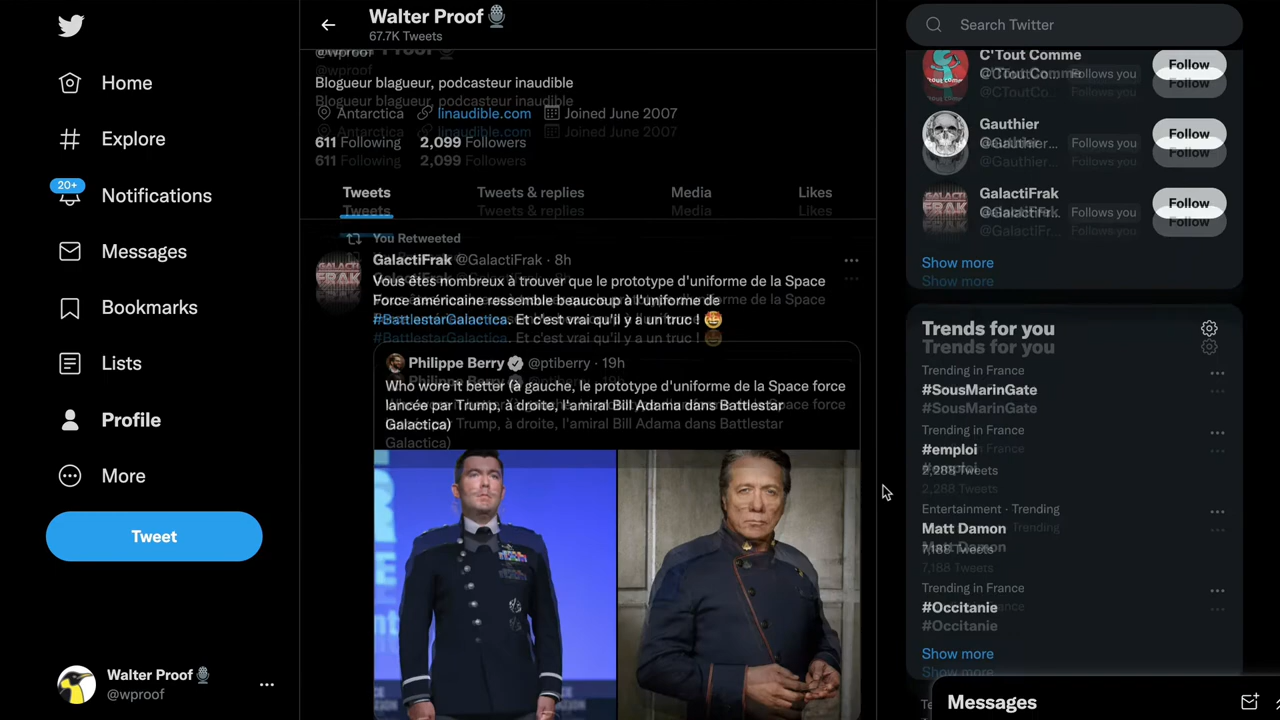 Home
Explore
20+
Notifications
Messages
Bookmarks
Lists
Profile
More
Tweet
Walter Proof
@wproof
Walter Proof
67.7K Tweets
@wproof
Blogueur blagueur, podcasteur inaudible
Antarctica linaudible.com Joined June 2007
611 Following 2,099 Followers
Tweets Tweets & replies Media Likes
You Retweeted
GalactiFrak @GalactiFrak · 8h
Vous êtes nombreux à trouver que le prototype d'uniforme de la Space
Force américaine ressemble beaucoup à l'uniforme de
#BattlestarGalactica. Et c'est vrai qu'il y a un truc !
Philippe Berry @ptiberry · 19h
Who wore it better (à gauche, le prototype d'uniforme de la Space force
lancée par Trump, à droite, l'amiral Bill Adama dans Battlestar
Galactica)
Search Twitter
C'Tout Comme
@CToutComme Follows you
Follow
Gauthier
@Gauthier... Follows you
Follow
GalactiFrak
@GalactiFr... Follows you
Follow
Show more
Trends for you
Trending in France
#SousMarinGate
Trending in France
#emploi
2,288 Tweets
Entertainment · Trending
Matt Damon
7,188 Tweets
Trending in France
#Occitanie
Show more
Messages